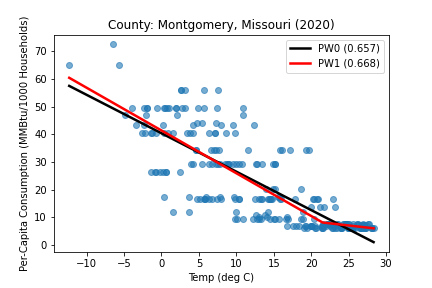 County: Montgomery, Missouri (2020)
PW0 (0.657)
PW1 (0.668)
Per-Capita Consumption (MMBtu/1000 Households)
70
60
50
40
30
20
10
0
−10 −5 0 5 10 15 20 25 30
Temp (deg C)